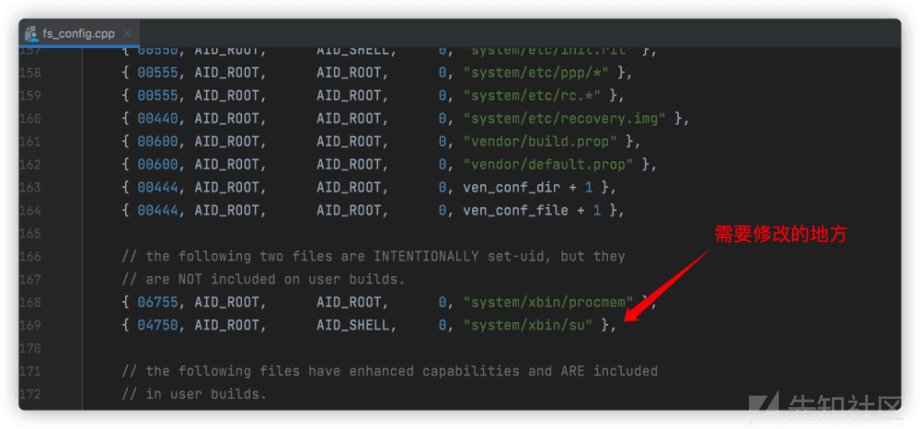 fs_config.cpp
157 { 00550, AID_ROOT, AID_SHELL, 0, "system/etc/init.ril" },
158 { 00555, AID_ROOT, AID_ROOT, 0, "system/etc/ppp/*" },
159 { 00555, AID_ROOT, AID_ROOT, 0, "system/etc/rc.*" },
160 { 00440, AID_ROOT, AID_ROOT, 0, "system/etc/recovery.img" },
161 { 00600, AID_ROOT, AID_ROOT, 0, "vendor/build.prop" },
162 { 00600, AID_ROOT, AID_ROOT, 0, "vendor/default.prop" },
163 { 00444, AID_ROOT, AID_ROOT, 0, ven_conf_dir + 1 },
164 { 00444, AID_ROOT, AID_ROOT, 0, ven_conf_file + 1 },
165
需要修改的地方
166 // the following two files are INTENTIONALLY set-uid, but they
167 // are NOT included on user builds.
168 { 06755, AID_ROOT, AID_ROOT, 0, "system/xbin/procmem" },
169 { 04750, AID_ROOT, AID_SHELL, 0, "system/xbin/su" },
170
171 // the following files have enhanced capabilities and ARE included
172 // in user builds.
先知社区